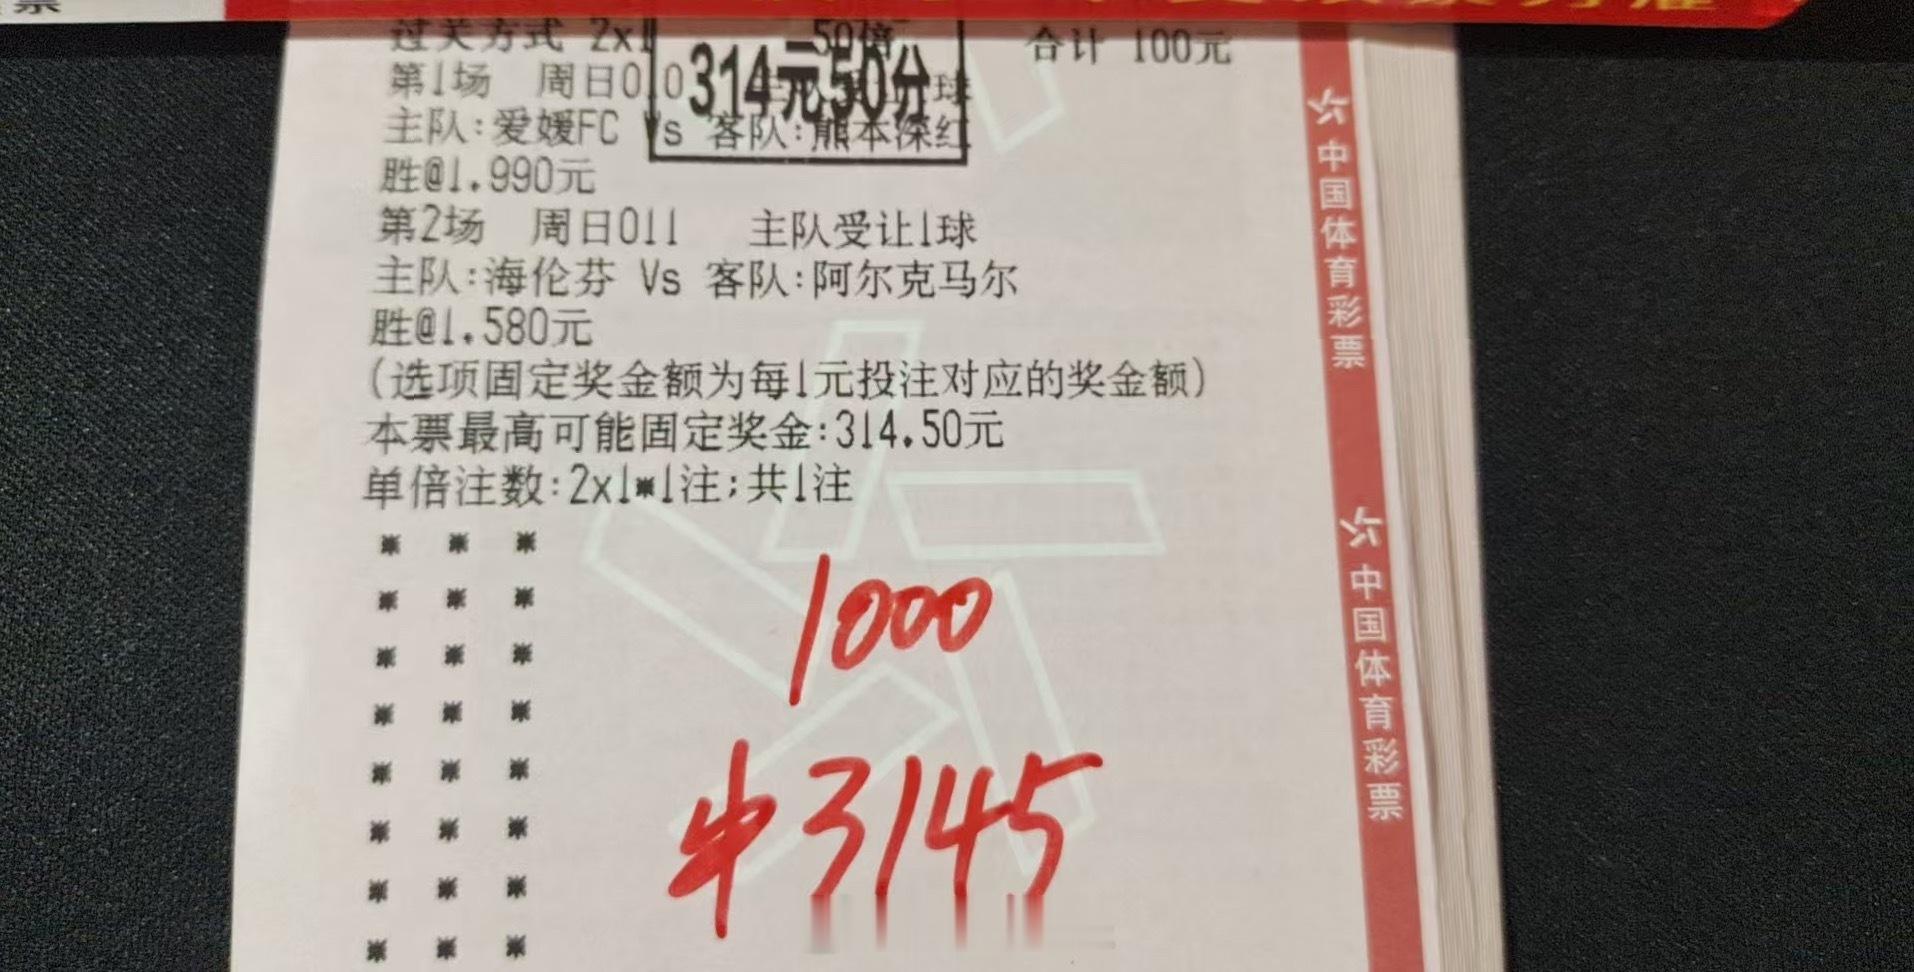 票
过关方式 2x1 50倍 合计 100元
314元50分
第1场 周日010 球
主队:爱媛FC Vs 客队:熊本深红
胜@1.990元
第2场 周日011 主队受让1球
主队:海伦芬 Vs 客队:阿尔克马尔
胜@1.580元
(选项固定奖金额为每1元投注对应的奖金额)
本票最高可能固定奖金:314.50元
单倍注数:2x1*1注;共1注
1000
中3145
中国体育彩票
中国体育彩票